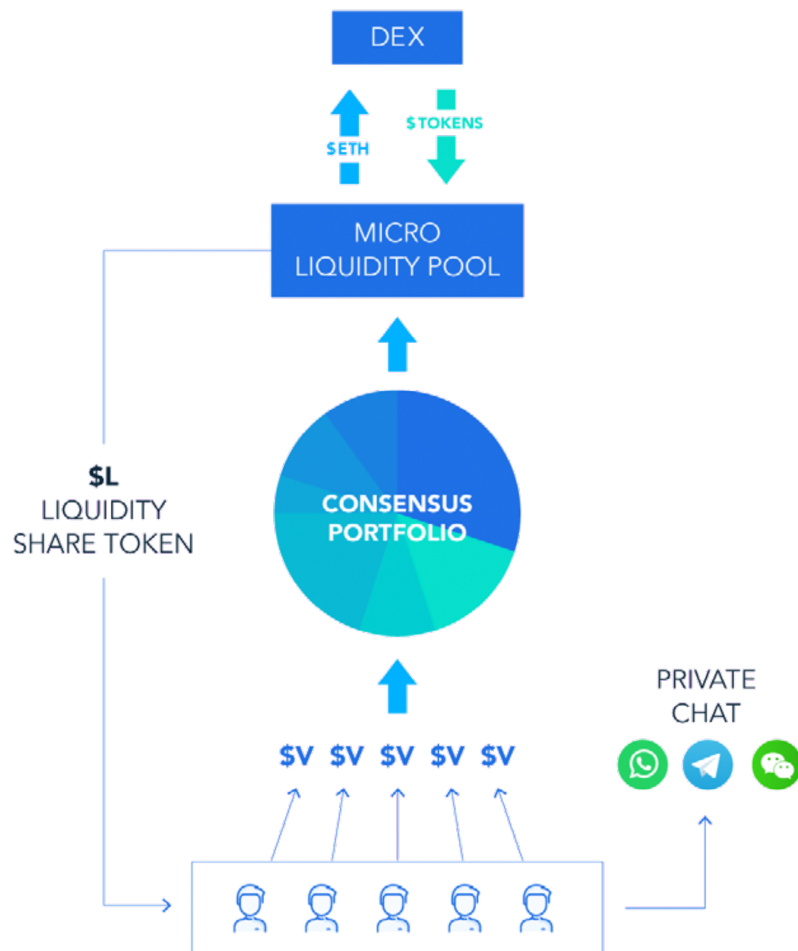 DEX
$ETH
$TOKENS
MICRO
LIQUIDITY POOL
$L
LIQUIDITY
SHARE TOKEN
CONSENSUS
PORTFOLIO
PRIVATE
CHAT
$V $V $V $V $V